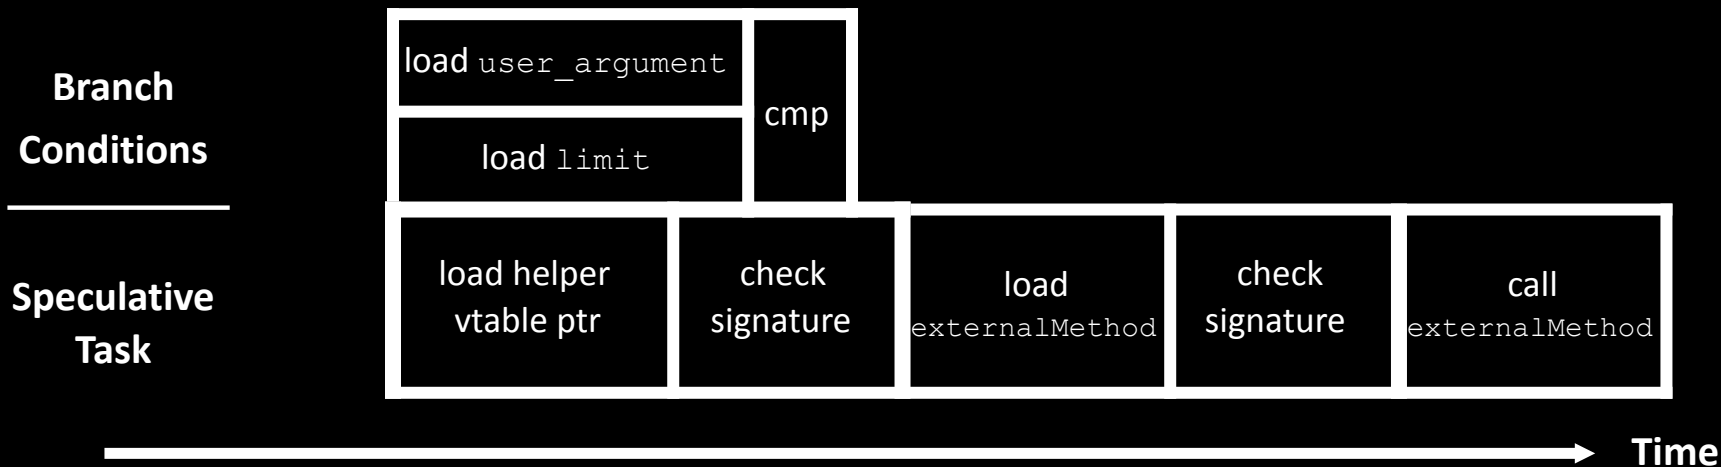 Branch
Conditions
load user_argument
load limit
cmp
Speculative
Task
load helper
vtable ptr
check
signature
load
externalMethod
check
signature
call
externalMethod
Time